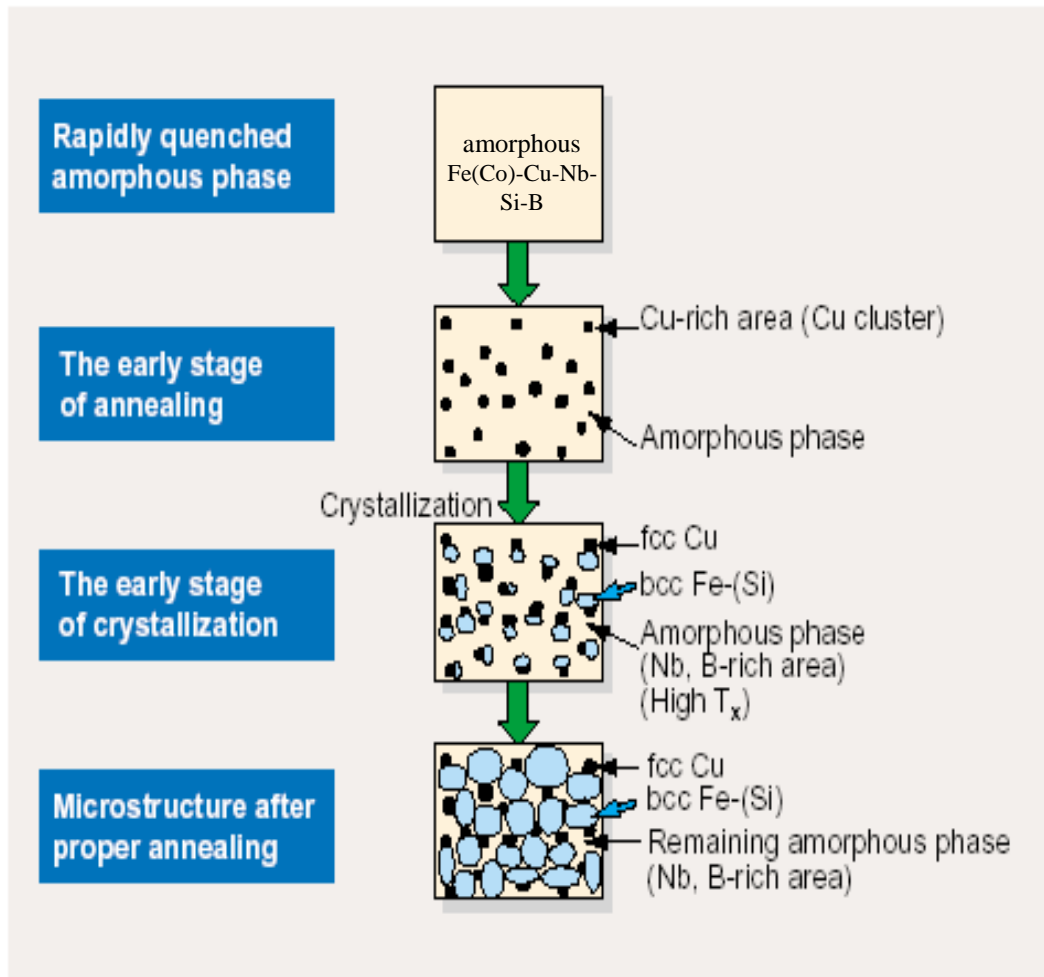 Rapidly quenched
amorphous phase
amorphous
Fe(Co)-Cu-Nb-
Si-B
The early stage
of annealing
Cu-rich area (Cu cluster)
Amorphous phase
Crystallization
The early stage
of crystallization
fcc Cu
bcc Fe-(Si)
Amorphous phase
(Nb, B-rich area)
(High Tx)
Microstructure after
proper annealing
fcc Cu
bcc Fe-(Si)
Remaining amorphous phase
(Nb, B-rich area)